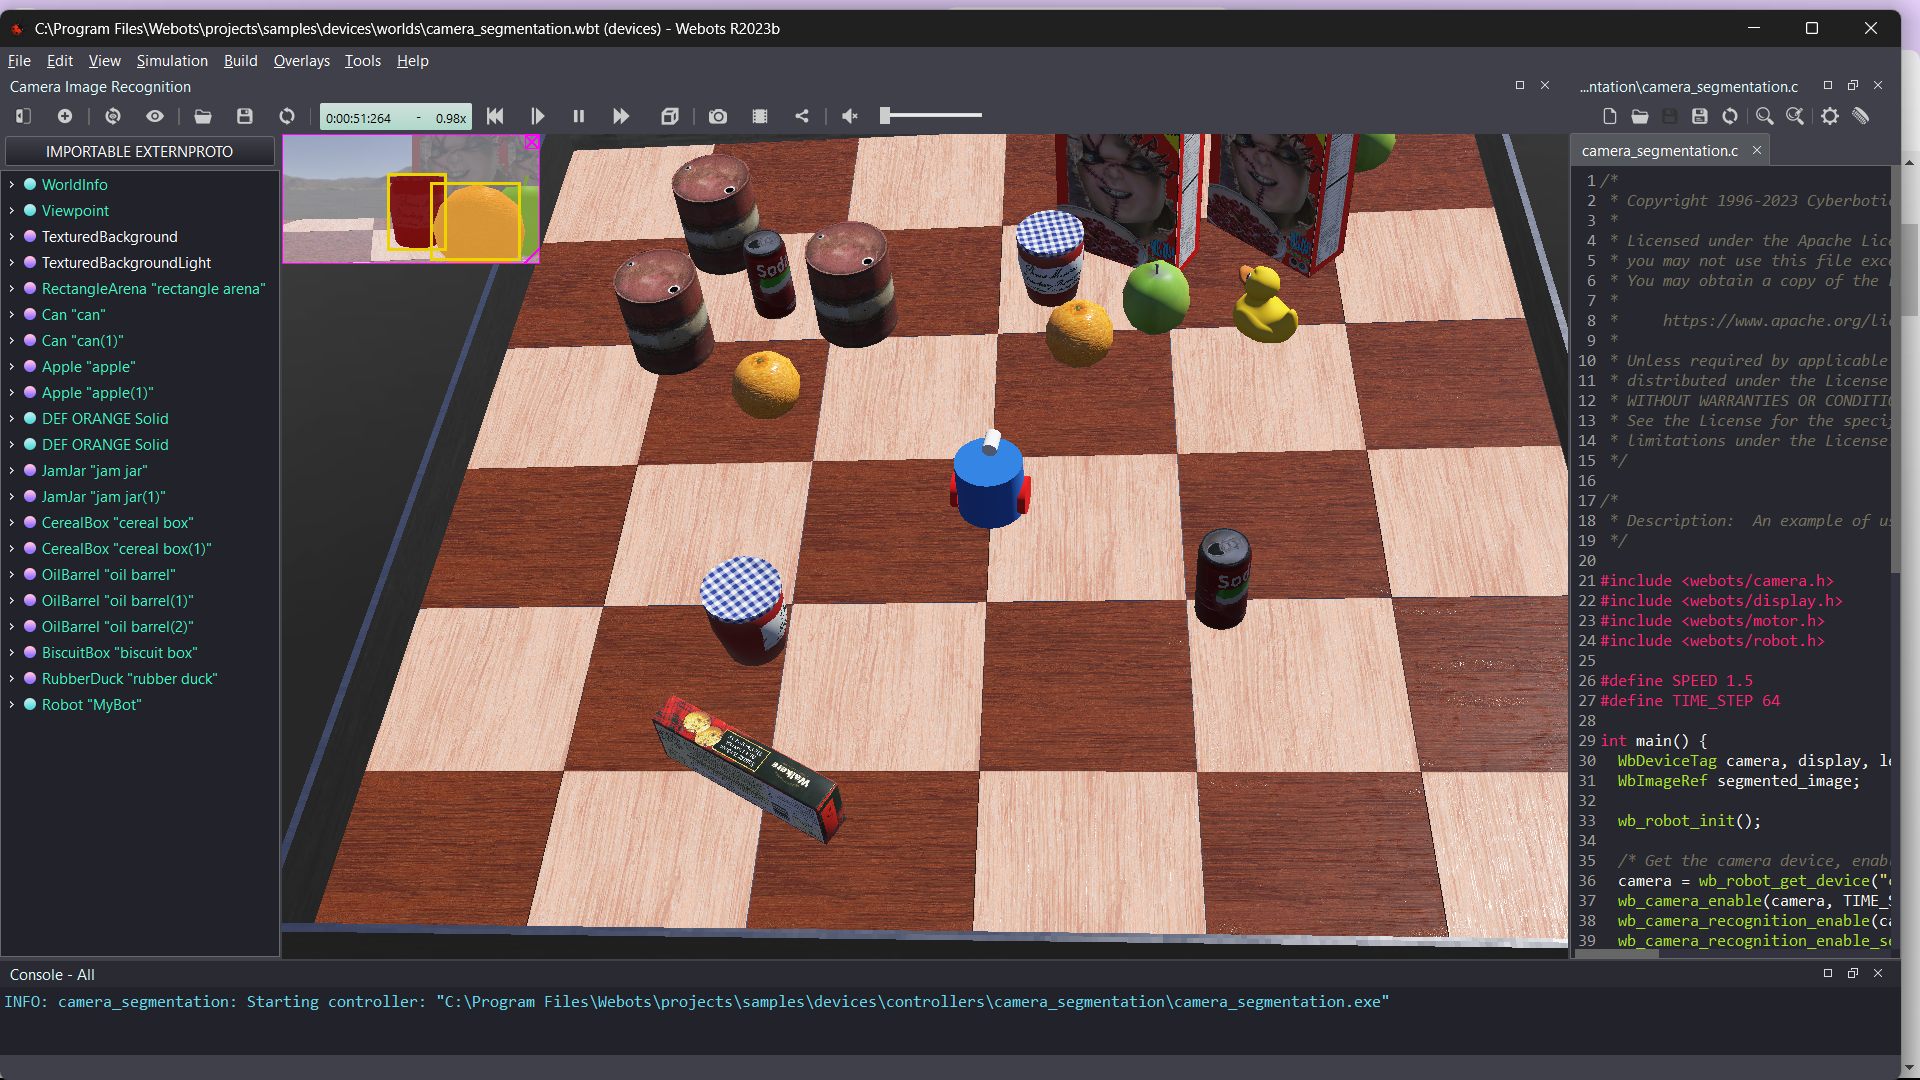 C:\Program Files\Webots\projects\samples\devices\worlds\camera_segmentation.wbt (devices) - Webots R2023b
File Edit View Simulation Build Overlays Tools Help
Camera Image Recognition
...ntation\camera_segmentation.c
0:00:51:264 - 0.98x
IMPORTABLE EXTERNPROTO
WorldInfo
Viewpoint
TexturedBackground
TexturedBackgroundLight
RectangleArena "rectangle arena"
Can "can"
Can "can(1)"
Apple "apple"
Apple "apple(1)"
DEF ORANGE Solid
DEF ORANGE Solid
JamJar "jam jar"
JamJar "jam jar(1)"
CerealBox "cereal box"
CerealBox "cereal box(1)"
OilBarrel "oil barrel"
OilBarrel "oil barrel(1)"
OilBarrel "oil barrel(2)"
BiscuitBox "biscuit box"
RubberDuck "rubber duck"
Robot "MyBot"
Walkers
camera_segmentation.c
1 /*
2 * Copyright 1996-2023 Cyberboti
3 *
4 * Licensed under the Apache Lic
5 * you may not use this file exc
6 * You may obtain a copy of the
7 *
8 * https://www.apache.org/li
9 *
10 * Unless required by applicable
11 * distributed under the License
12 * WITHOUT WARRANTIES OR CONDITI
13 * See the License for the speci
14 * limitations under the License
15 */
16
17 /*
18 * Description: An example of u
19 */
20
21 #include <webots/camera.h>
22 #include <webots/display.h>
23 #include <webots/motor.h>
24 #include <webots/robot.h>
25
26 #define SPEED 1.5
27 #define TIME_STEP 64
28
29 int main() {
30 WbDeviceTag camera, display, le
31 WbImageRef segmented_image;
32
33 wb_robot_init();
34
35 /* Get the camera device, enab
36 camera = wb_robot_get_device("
37 wb_camera_enable(camera, TIME_S
38 wb_camera_recognition_enable(ca
39 wb_camera_recognition_enable_se
Console - All
INFO: camera_segmentation: Starting controller: "C:\Program Files\Webots\projects\samples\devices\controllers\camera_segmentation\camera_segmentation.exe"